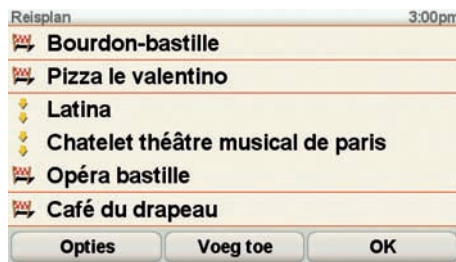 Reisplan 3:00pm
Bourdon-bastille
Pizza le valentino
Latina
Chatelet théâtre musical de paris
Opéra bastille
Café du drapeau
Opties Voeg toe OK